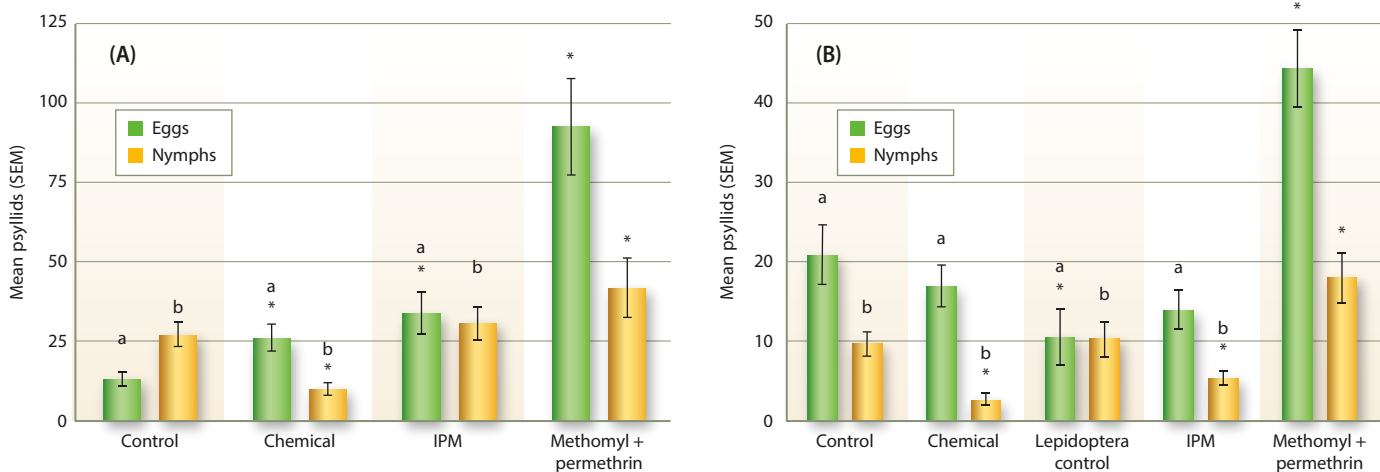 (A)
Mean psyllids (SEM)
125
100
75
50
25
0
Eggs
Nymphs
a
b
a
*
b
*
a
*
b
*
*
Control
Chemical
IPM
Methomyl +
permethrin
(B)
Mean psyllids (SEM)
50
40
30
20
10
0
Eggs
Nymphs
a
b
a
b
*
a
*
b
a
b
*
*
*
Control
Chemical
Lepidoptera
control
IPM
Methomyl +
permethrin